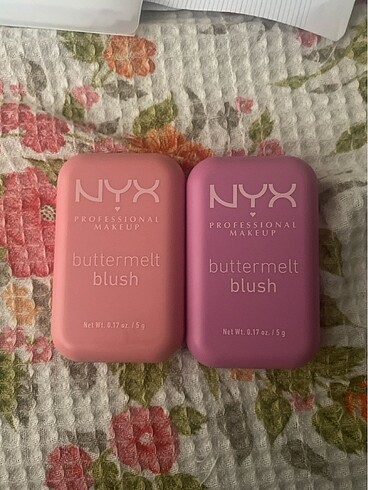 NYX
PROFESSIONAL
MAKEUP
buttermelt
blush
Net Wt. 0.17 oz. / 5 g
NYX
PROFESSIONAL
MAKEUP
buttermelt
blush
Net Wt. 0.17 oz. / 5 g